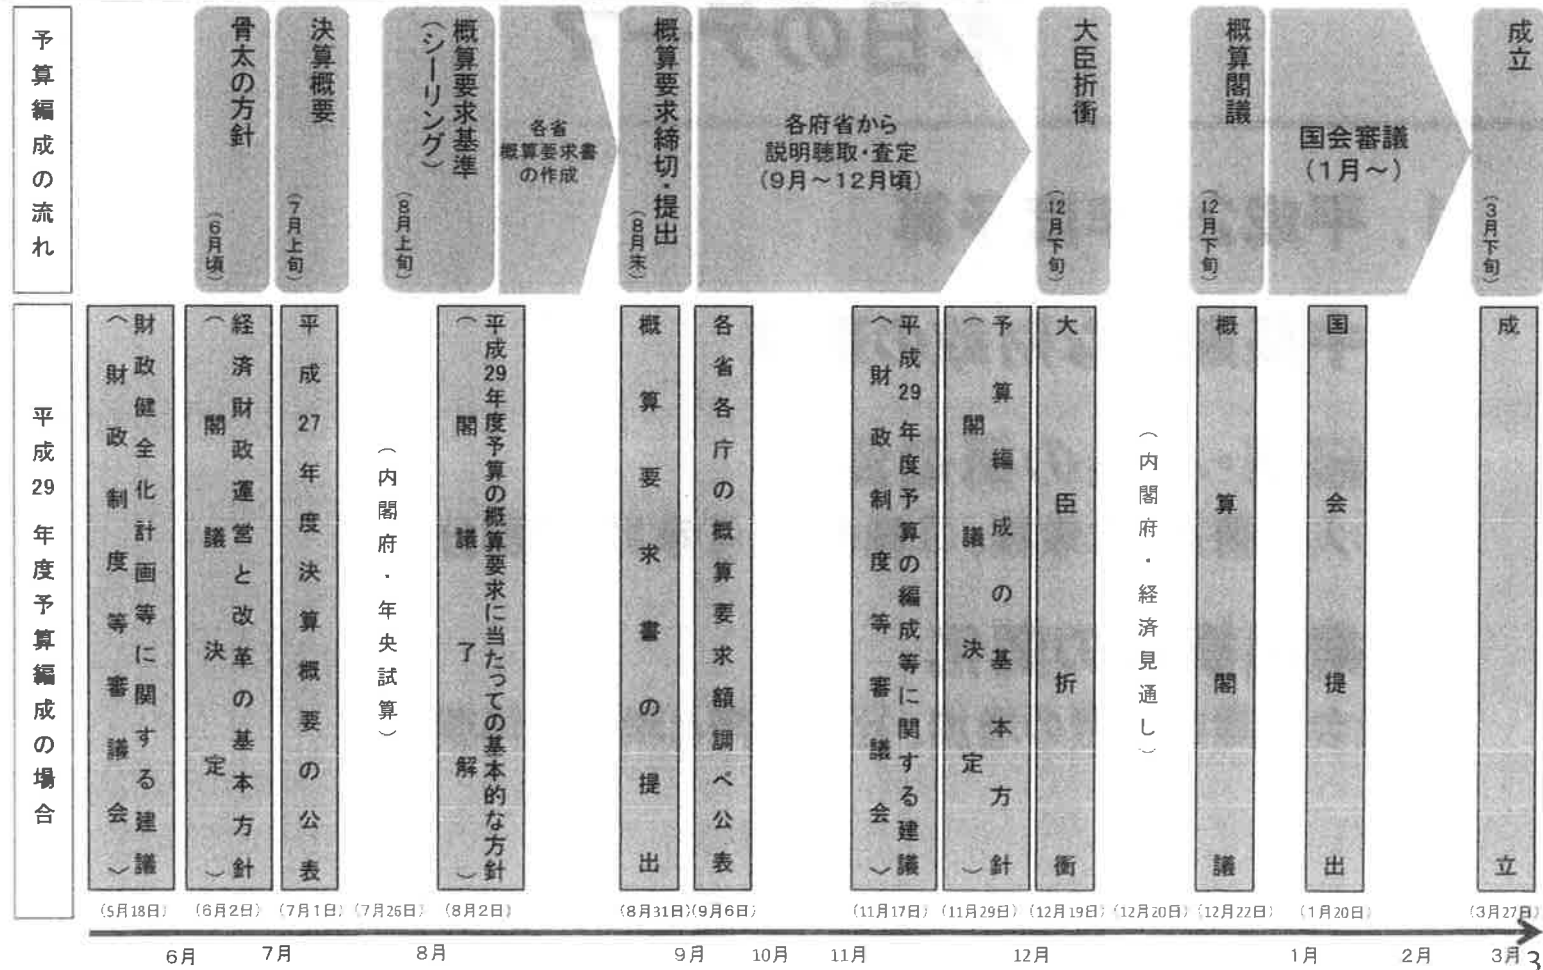 予算編成の流れ
骨太の方針
（6月頃）
決算概要
（7月上旬）
概算要求基準
（シーリング）
（8月上旬）
各省
概算要求書
の作成
概算要求締切・提出
（8月末）
各府省から
説明聴取・査定
（9月～12月頃）
大臣折衝
（12月下旬）
概算閣議
（12月下旬）
国会審議
（1月～）
成立
（3月下旬）
平成29年度予算編成の場合
財政健全化計画等に関する建議
（財政制度等審議会）
経済財政運営と改革の基本方針
（閣議決定）
平成27年度決算概要の公表
（内閣府・年央試算）
平成29年度予算の概算要求に当たっての基本的な方針
（閣議了解）
概算要求書の提出
各省各庁の概算要求額調べ公表
平成29年度予算の編成等に関する建議
（財政制度等審議会）
予算編成の基本方針
（閣議決定）
大臣折衝
（内閣府・経済見通し）
概算閣議
国会提出
成立
（5月18日）
（6月2日）
（7月1日）
（7月26日）
（8月2日）
（8月31日）
（9月6日）
（11月17日）
（11月29日）
（12月19日）
（12月20日）
（12月22日）
（1月20日）
（3月27日）
6月
7月
8月
9月
10月
11月
12月
1月
2月
3月
3